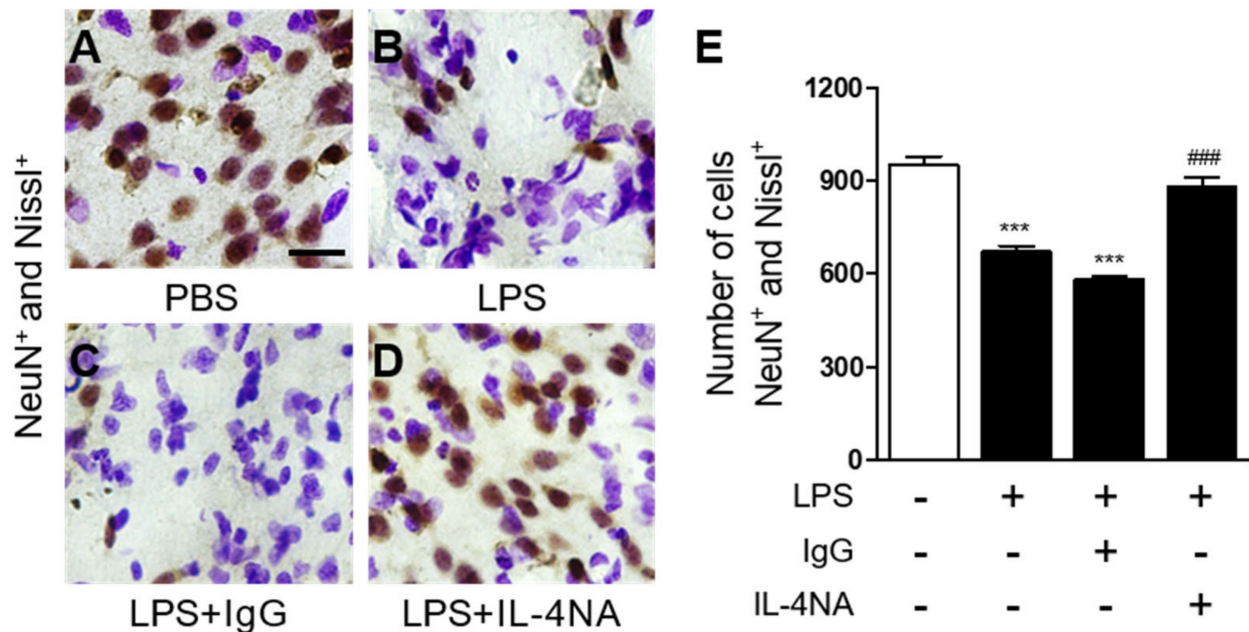 A
B
PBS
LPS
C
D
LPS+IgG
LPS+IL-4NA
NeuN⁺ and Nissl⁺
E
Number of cells
NeuN⁺ and Nissl⁺
1200
900
600
300
0
***
***
###
LPS - + + +
IgG - - + -
IL-4NA - - - +